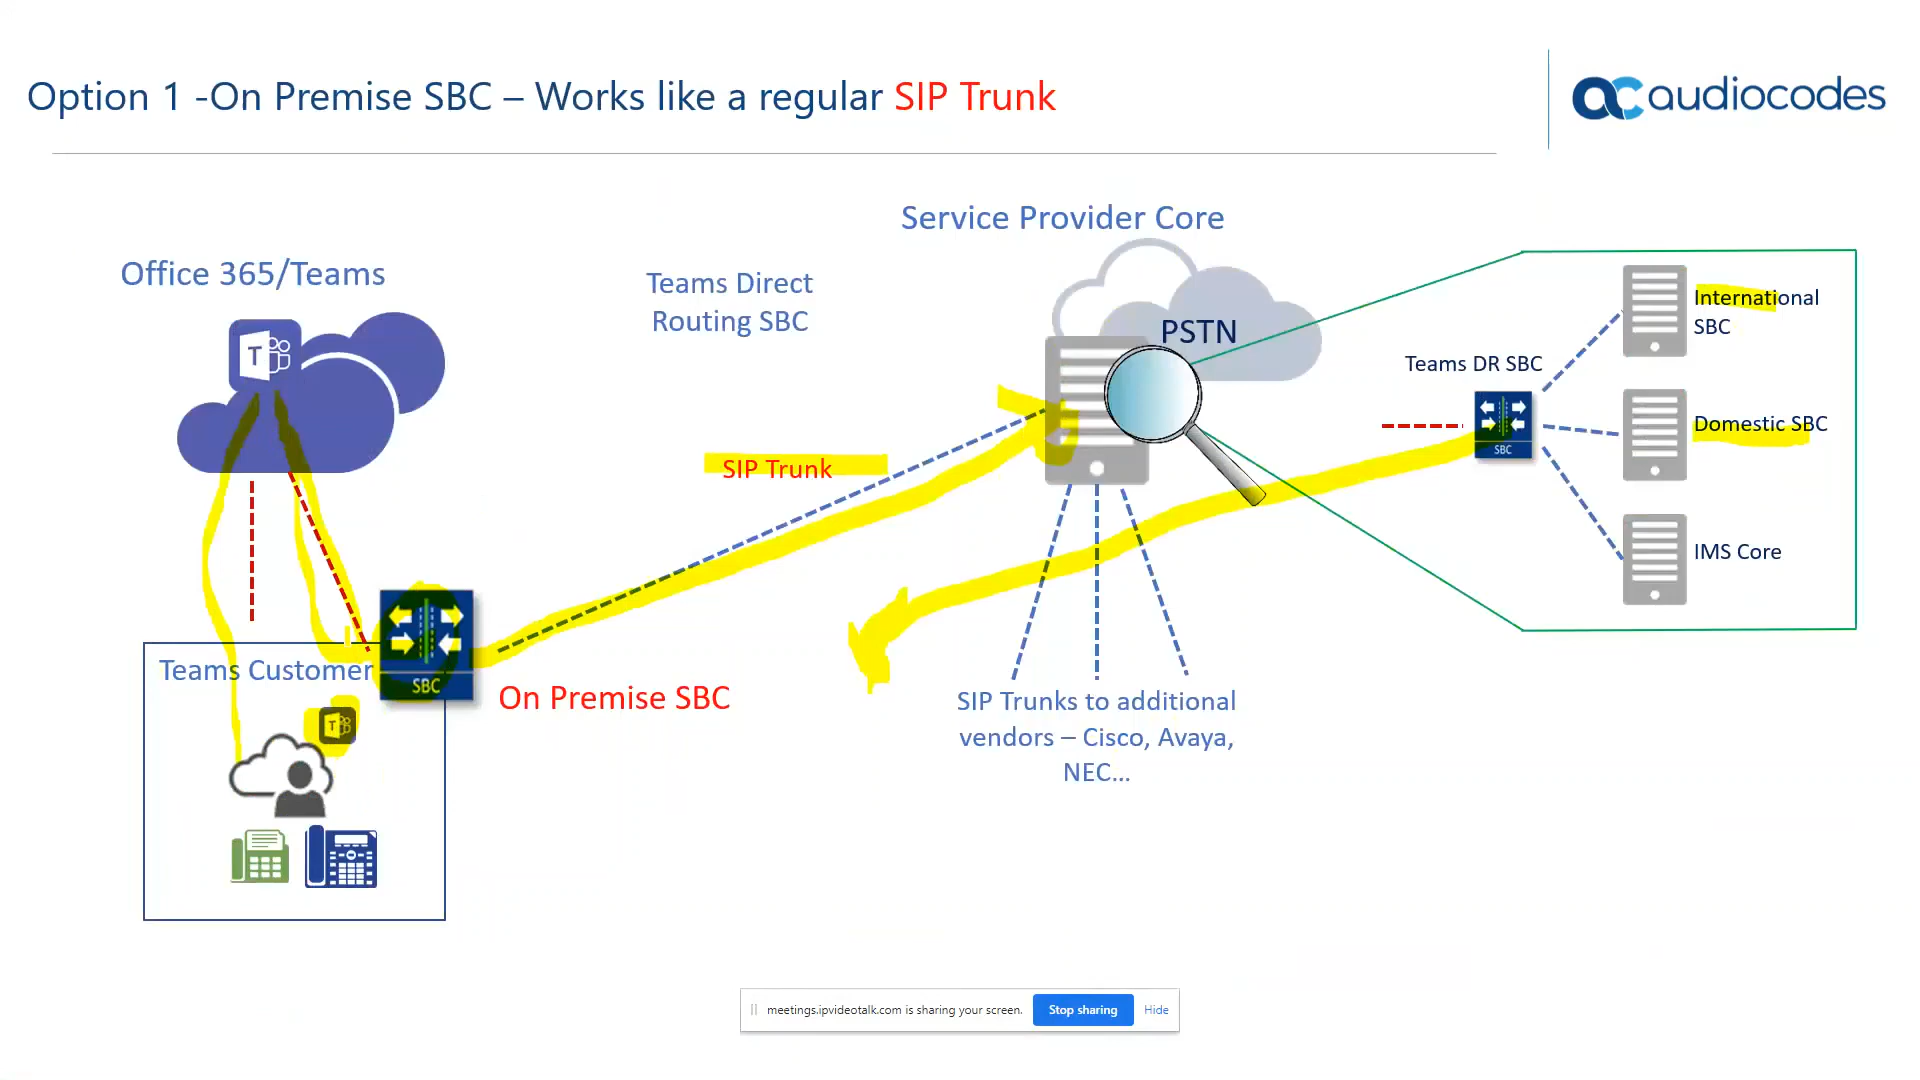 Option 1 -On Premise SBC – Works like a regular SIP Trunk
audiocodes
Service Provider Core
Office 365/Teams
Teams Direct
Routing SBC
PSTN
International
SBC
Teams DR SBC
SBC
Domestic SBC
SIP Trunk
IMS Core
Teams Customer
SBC
On Premise SBC
SIP Trunks to additional
vendors – Cisco, Avaya,
NEC...
T
T
meetings.ipvideotalk.com is sharing your screen.
Stop sharing
Hide